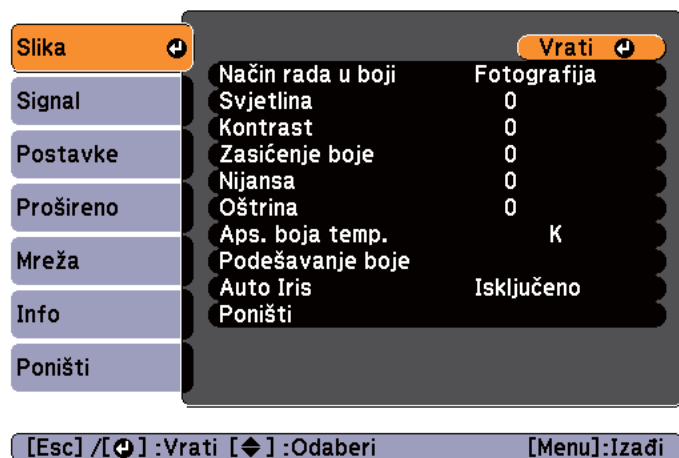 Slika
Signal
Postavke
Prošireno
Mreža
Info
Poništi
Vrati
Način rada u boji Fotografija
Svjetlina 0
Kontrast 0
Zasićenje boje 0
Nijansa 0
Oštrina 0
Aps. boja temp. K
Podešavanje boje
Auto Iris Isključeno
Poništi
[Esc] /[⏎] :Vrati [◆] :Odaberi [Menu]:Izađi